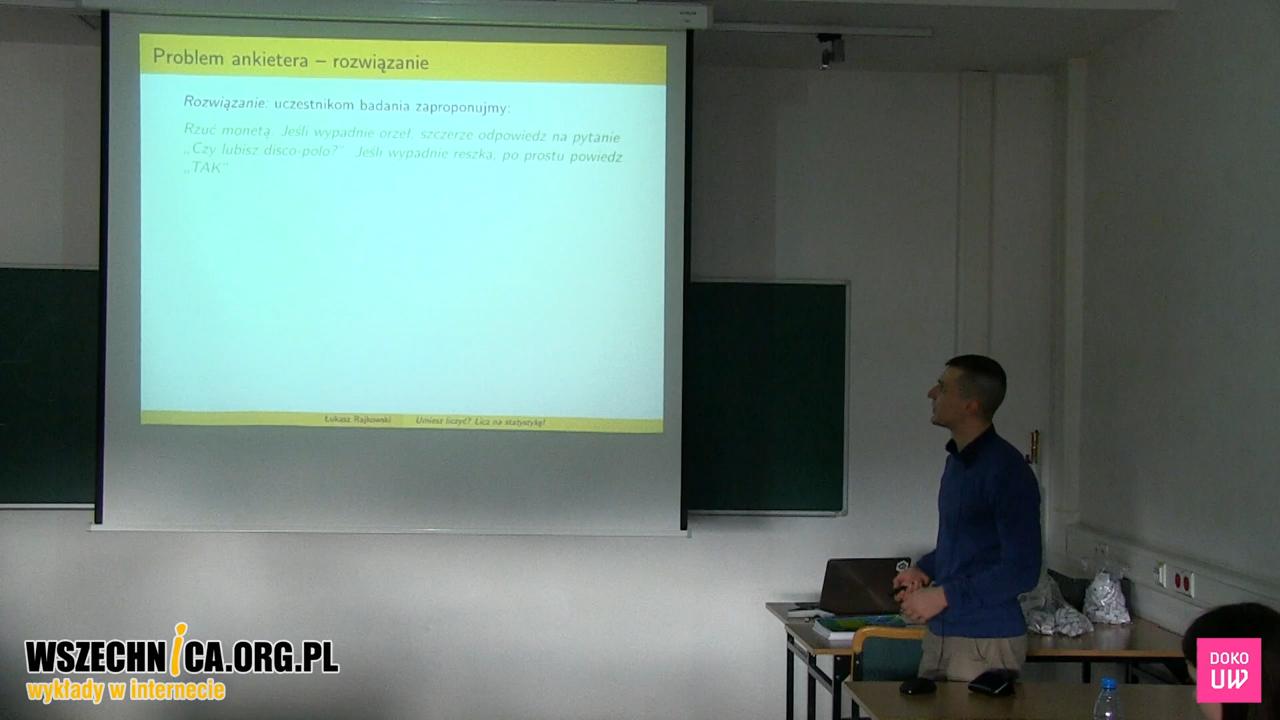 Problem ankietera – rozwiązanie
Rozwiązanie: uczestnikom badania zaproponujmy:
Rzuć monetą. Jeśli wypadnie orzeł, szczerze odpowiedz na pytanie
„Czy lubisz disco-polo?” Jeśli wypadnie reszka, po prostu powiedz
„TAK”
Łukasz Rajkowski Umiesz liczyć? Licz na statystykę!
WSZECHNICA.ORG.PL
wykłady w internecie
DOKO
UW